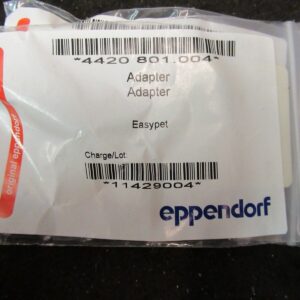 *4420 801.004*
Adapter
Adapter
Easypet
Charge/Lot:
*11429004*
eppendorf
original eppendorf